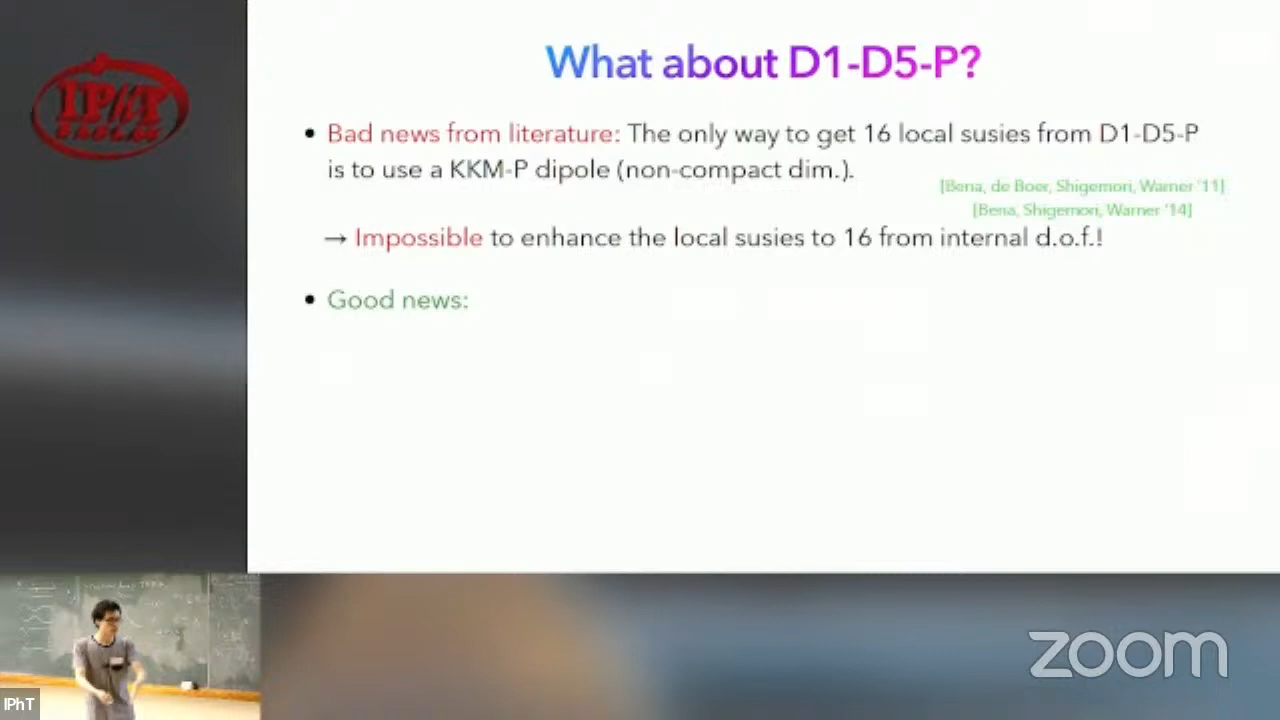 What about D1-D5-P?
IPhT
SACLAY
• Bad news from literature: The only way to get 16 local susies from D1-D5-P
is to use a KKM-P dipole (non-compact dim.).
[Bena, de Boer, Shigemori, Warner '11]
[Bena, Shigemori, Warner '14]
→ Impossible to enhance the local susies to 16 from internal d.o.f.!
• Good news:
zoom
IPhT